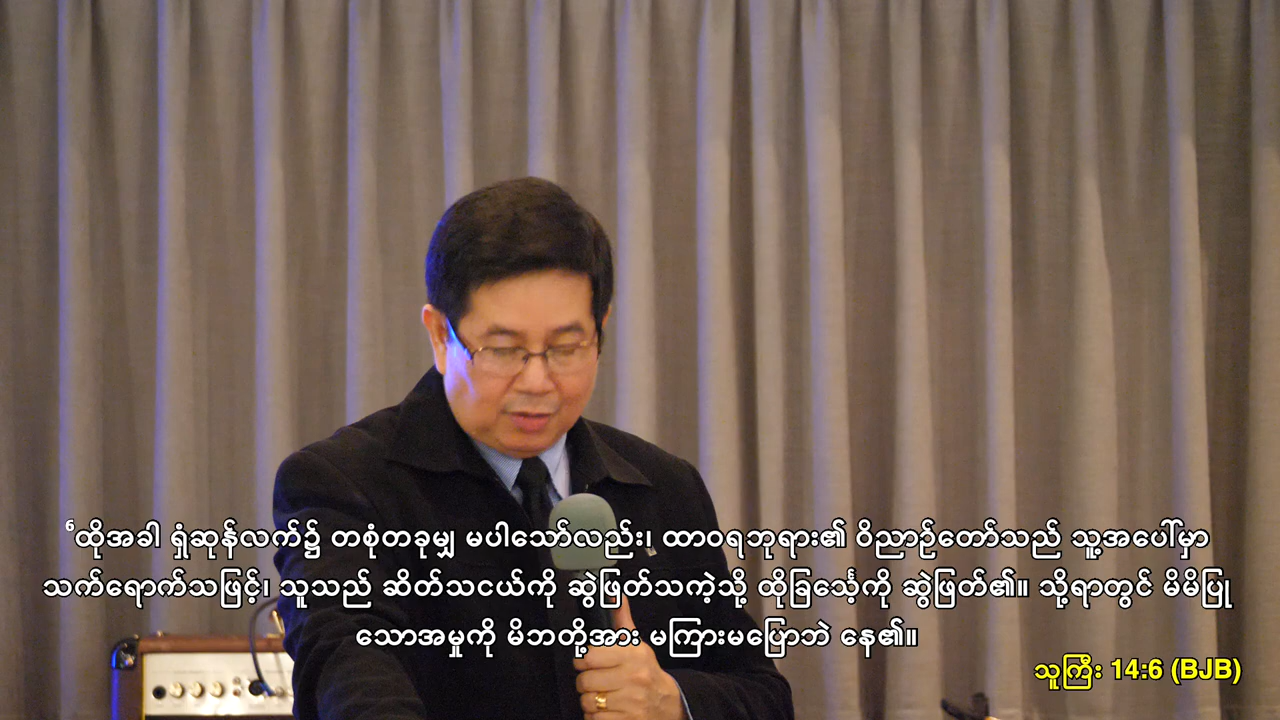 ထိုအခါ ရှံဆုန်လက်၌ တစုံတခုမျှ မပါသော်လည်း၊ ထာဝရဘုရား၏ ဝိညာဉ်တော်သည် သူ့အပေါ်မှာ
သက်ရောက်သဖြင့်၊ သူသည် ဆိတ်သငယ်ကို ဆွဲဖြတ်သကဲ့သို့ ထိုခြင်္သေ့ကို ဆွဲဖြတ်၏။ သို့ရာတွင် မိမိပြု
သောအမှုကို မိဘတို့အား မကြားမပြောဘဲ နေ၏။
သူကြီး 14:6 (BJB)